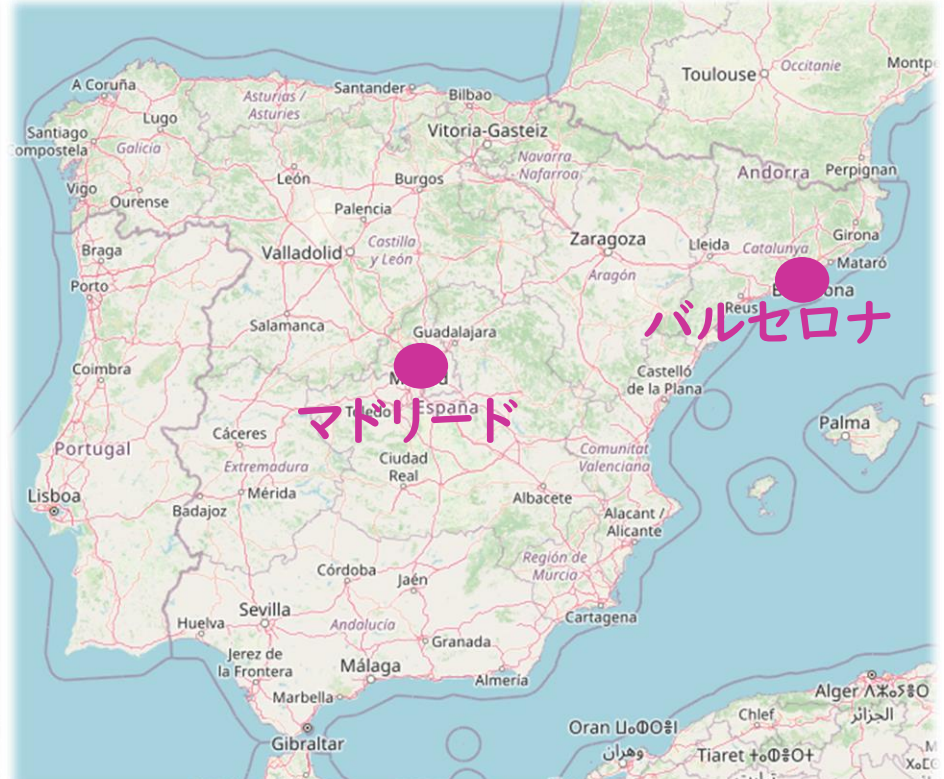 Toulouse
Occitanie
Montpe
A Coruña
Santander
Bilbao
Asturias /
Asturies
Lugo
Santiago
Compostela
Galicia
Vitoria-Gasteiz
Navarra
Nafarroa
Andorra
Perpignan
León
Burgos
Vigo
Ourense
Palencia
Girona
Zaragoza
Lleida
Catalunya
Mataró
Braga
Valladolid
Castilla
y León
Aragón
Porto
Reus
バルセロナ
Salamanca
Guadalajara
Coimbra
Castelló
de la Plana
マドリード
Toledo
España
Palma
Cáceres
Portugal
Comunitat
Valenciana
Extremadura
Ciudad
Real
Lisboa
Mérida
Badajoz
Albacete
Alacant /
Alicante
Región de
Murcia
Córdoba
Jaén
Sevilla
Huelva
Andalucía
Cartagena
Granada
Jerez de
la Frontera
Málaga
Almería
Marbella
Alger ⴷⵣⴰⵢⴻⵔ
الجزائر
Chlef
Gibraltar
Oran
وهران
Tiaret